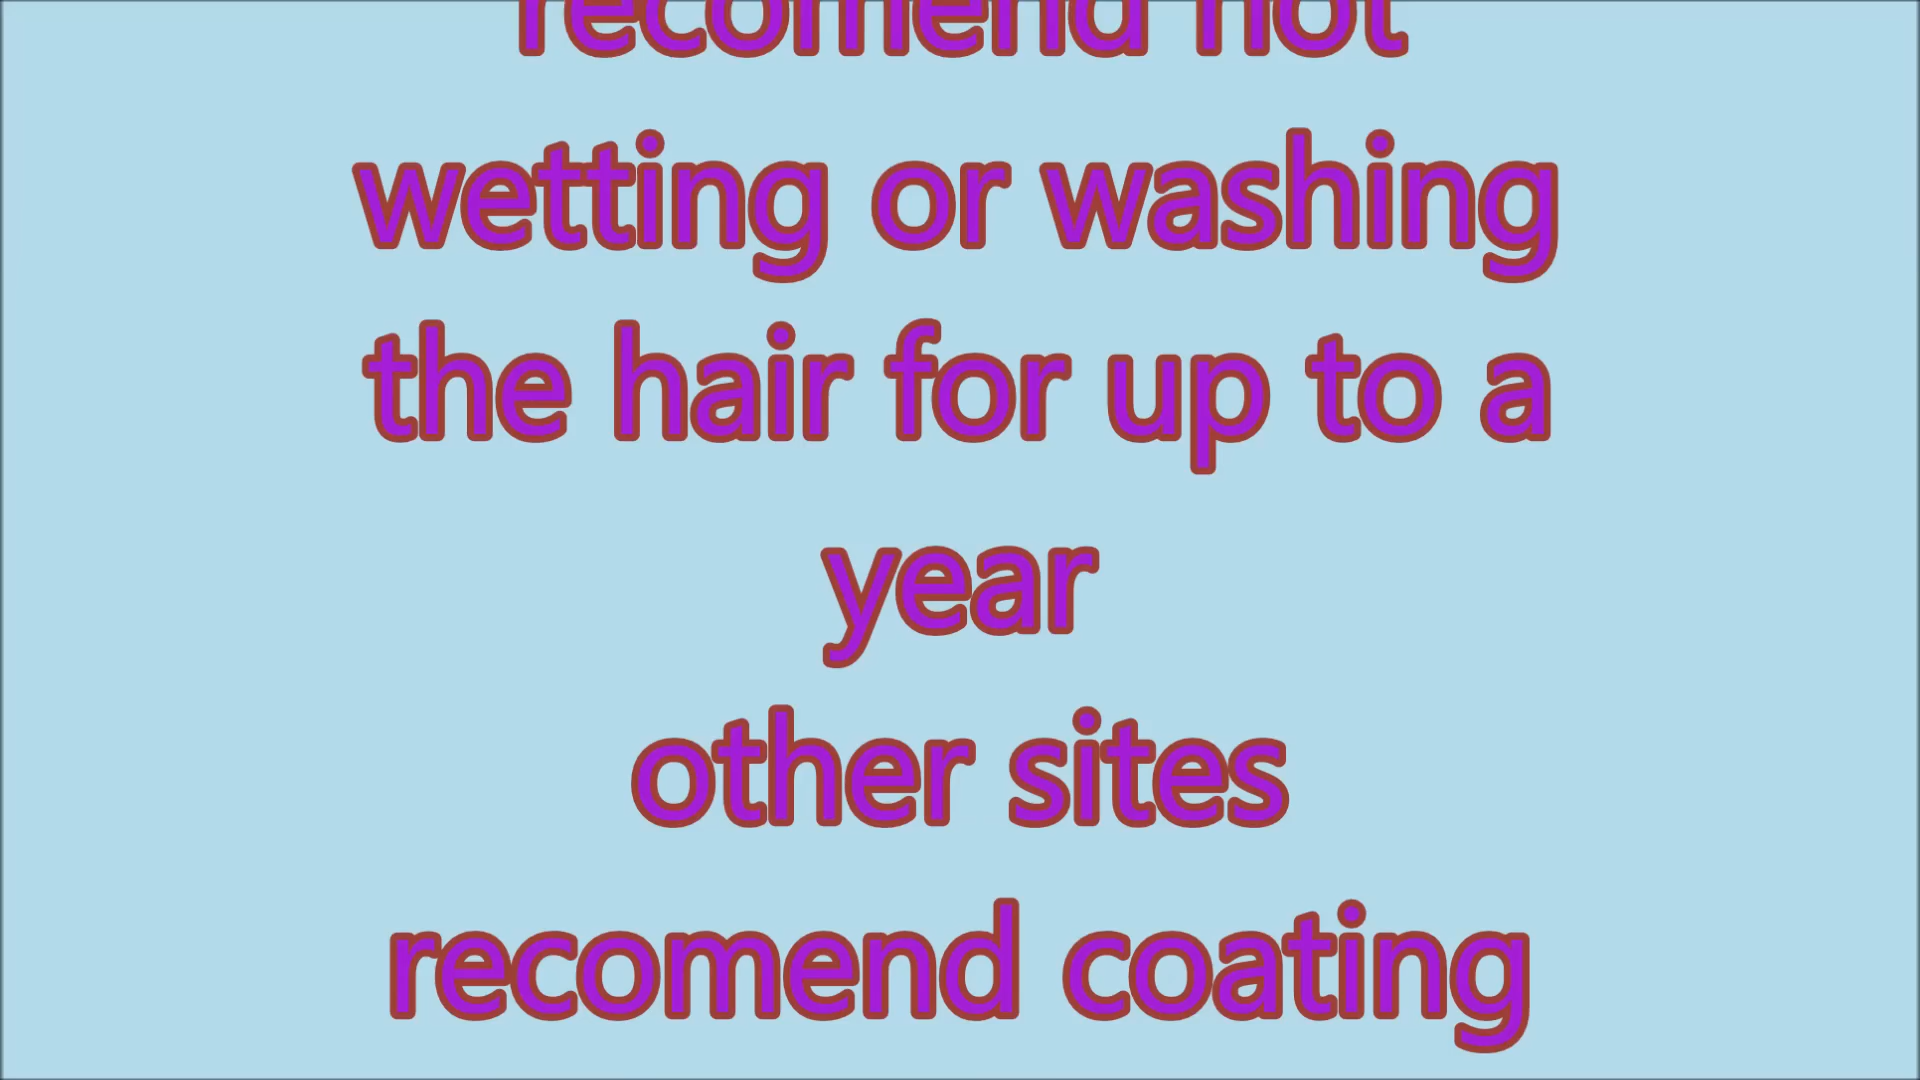 recomend not
wetting or washing
the hair for up to a
year
other sites
recomend coating